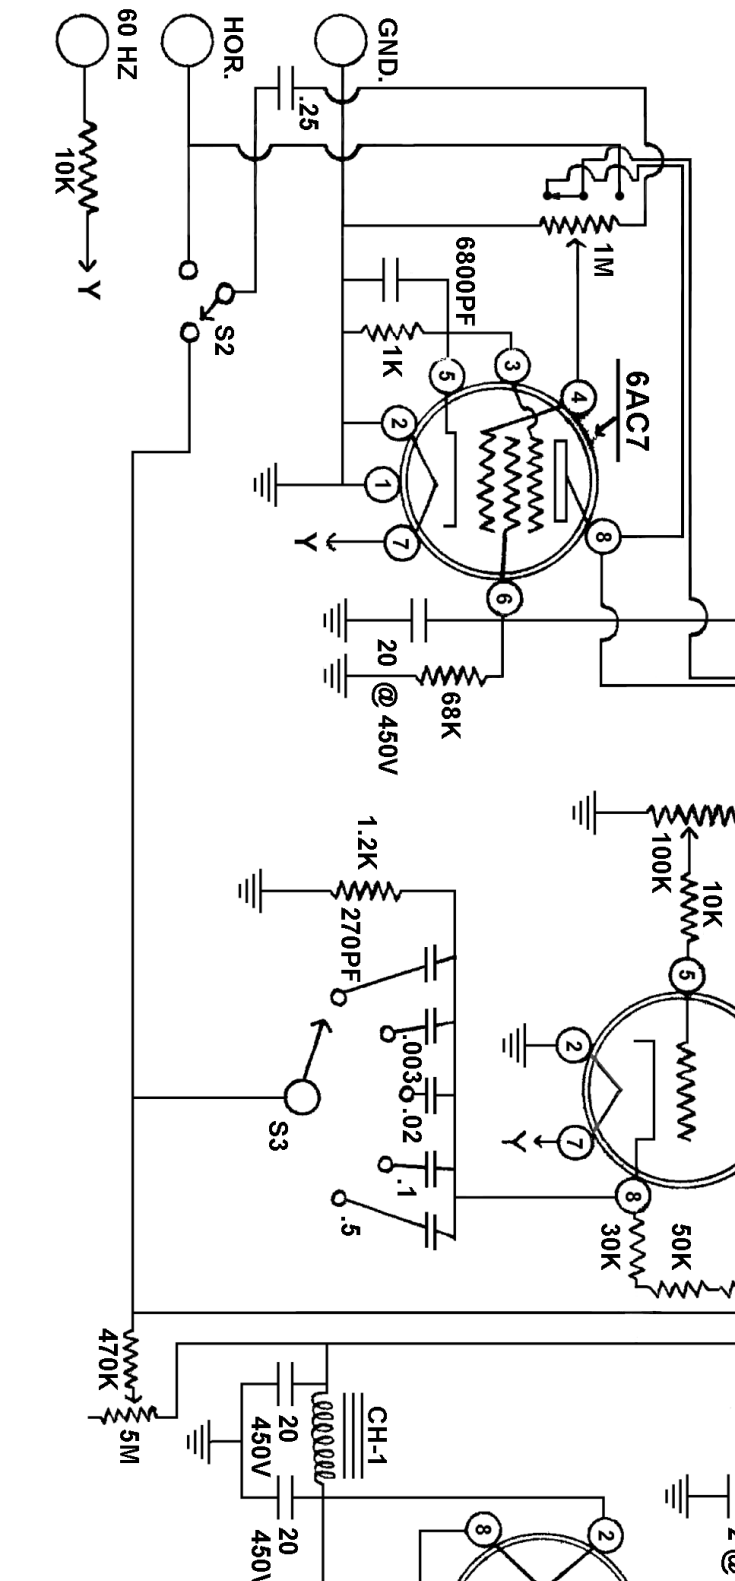 60 HZ
HOR.
GND.
.25
10K
Y
S2
1M
6800PF
1K
6AC7
5
3
4
2
1
7
8
6
Y
20 @ 450V
68K
100K
10K
1.2K
270PF
.003
.02
.1
.5
S3
5
2
7
8
Y
30K
50K
470K
5M
CH-1
20
450V
20
450V
8
2